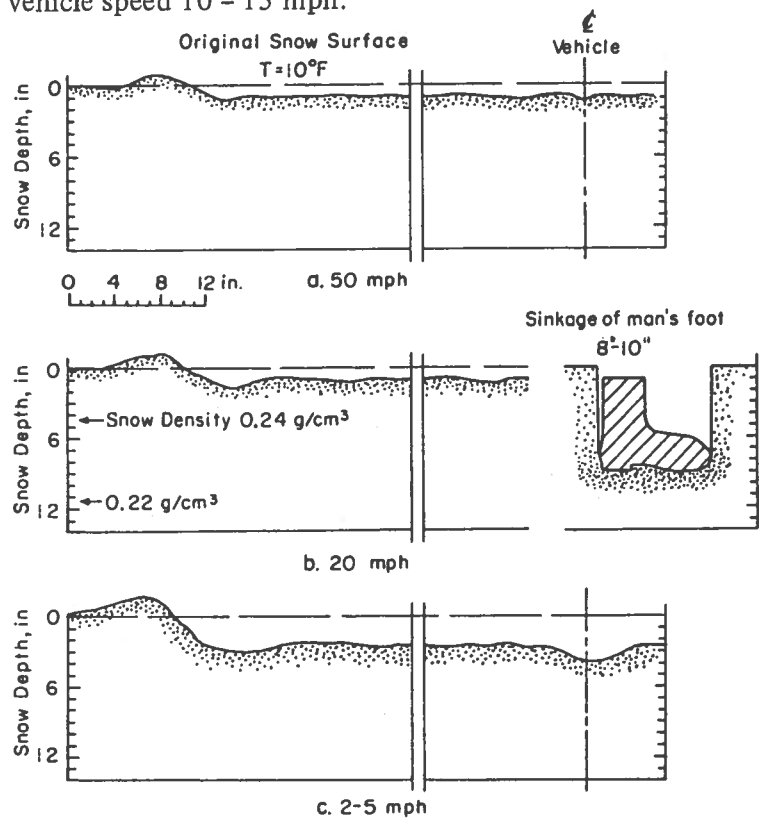 vehicle speed 10 – 15 mph.
Original Snow Surface
T=10°F
℄
Vehicle
Snow Depth, in
0
6
12
0 4 8 12 in.
a. 50 mph
Sinkage of man's foot
8"-10"
Snow Depth, in
0
6
12
Snow Density 0.24 g/cm³
0.22 g/cm³
b. 20 mph
Snow Depth, in
0
6
12
c. 2-5 mph